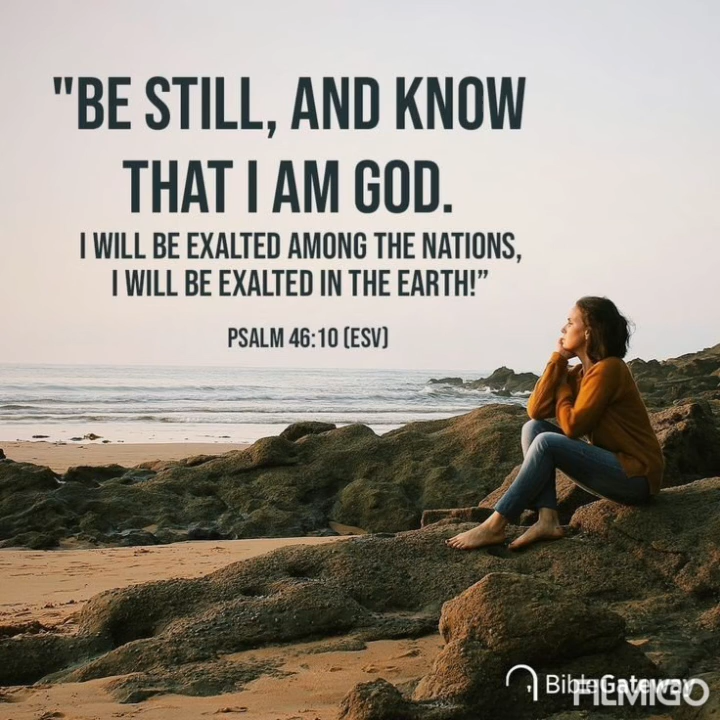 "BE STILL, AND KNOW
THAT I AM GOD.
I WILL BE EXALTED AMONG THE NATIONS,
I WILL BE EXALTED IN THE EARTH!”
PSALM 46:10 (ESV)
BibleGateway
FILMIGO